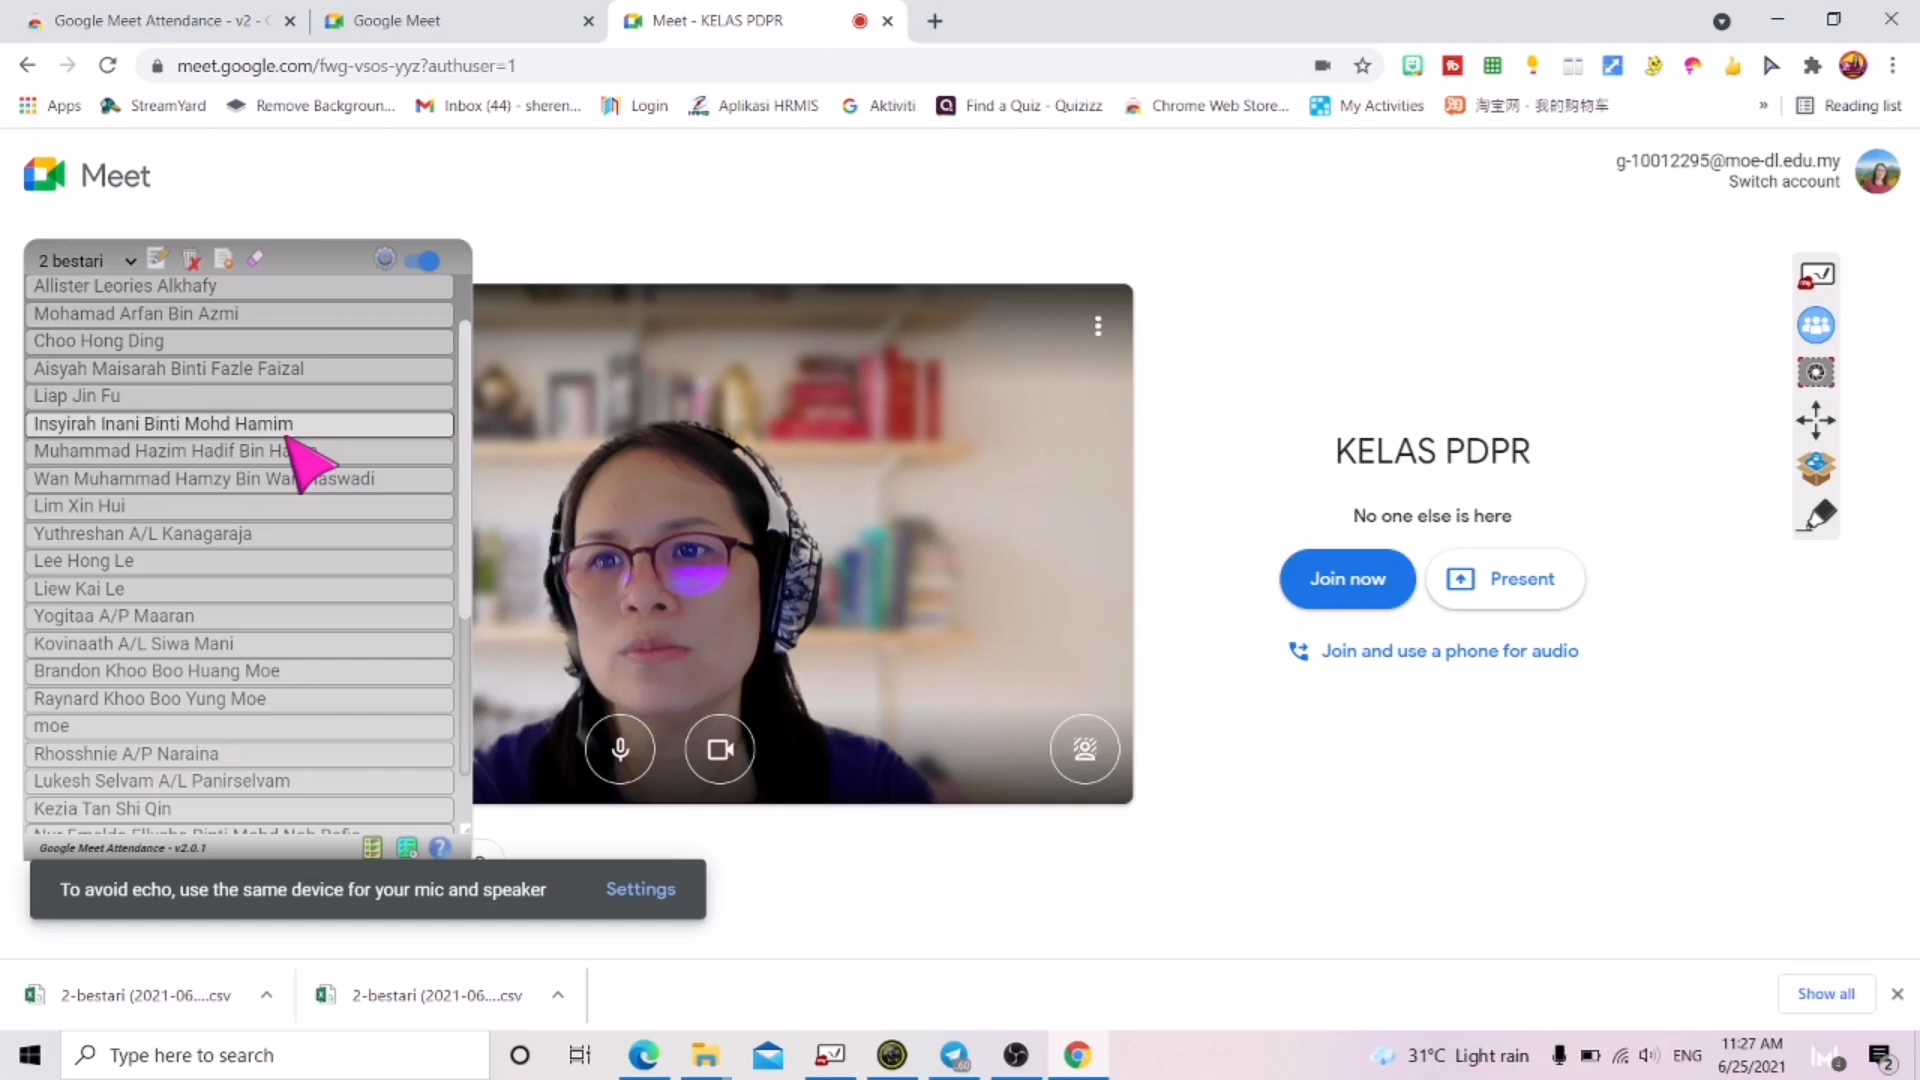 Google Meet Attendance - v2 -
Google Meet
Meet - KELAS PDPR
meet.google.com/fwg-vsos-yyz?authuser=1
Apps
StreamYard
Remove Backgroun...
Inbox (44) - sheren...
Login
Aplikasi HRMIS
Aktiviti
Find a Quiz - Quizizz
Chrome Web Store...
My Activities
淘宝网 - 我的购物车
»
Reading list
Meet
g-10012295@moe-dl.edu.my
Switch account
2 bestari
Allister Leories Alkhafy
Mohamad Arfan Bin Azmi
Choo Hong Ding
Aisyah Maisarah Binti Fazle Faizal
Liap Jin Fu
Insyirah Inani Binti Mohd Hamim
Muhammad Hazim Hadif Bin
Wan Muhammad Hamzy Bin
Lim Xin Hui
Yuthreshan A/L Kanagaraja
Lee Hong Le
Liew Kai Le
Yogitaa A/P Maaran
Kovinaath A/L Siwa Mani
Brandon Khoo Boo Huang Moe
Raynard Khoo Boo Yung Moe
moe
Rhosshnie A/P Naraina
Lukesh Selvam A/L Panirselvam
Kezia Tan Shi Qin
Google Meet Attendance - v2.0.1
KELAS PDPR
No one else is here
Join now
Present
Join and use a phone for audio
To avoid echo, use the same device for your mic and speaker
Settings
2-bestari (2021-06....csv
2-bestari (2021-06....csv
Show all
Type here to search
31°C Light rain
ENG
11:27 AM
6/25/2021
2